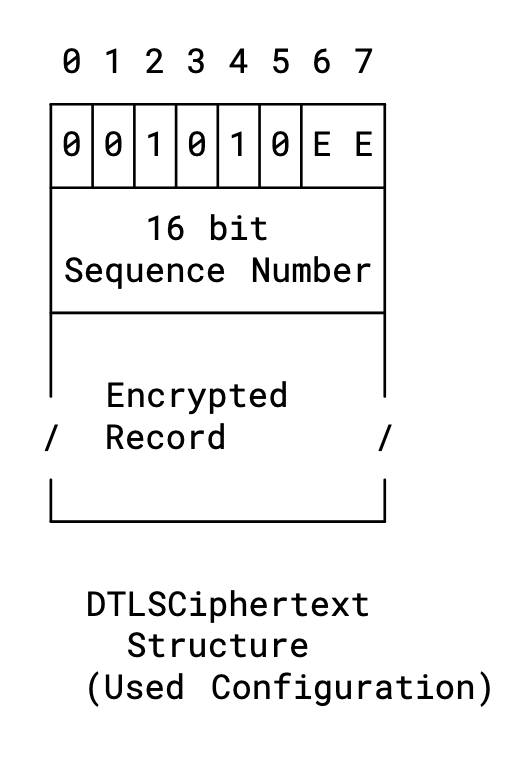 0 1 2 3 4 5 6 7
0 0 1 0 1 0 E E
16 bit
Sequence Number
Encrypted
/ Record /
DTLSCiphertext
Structure
(Used Configuration)